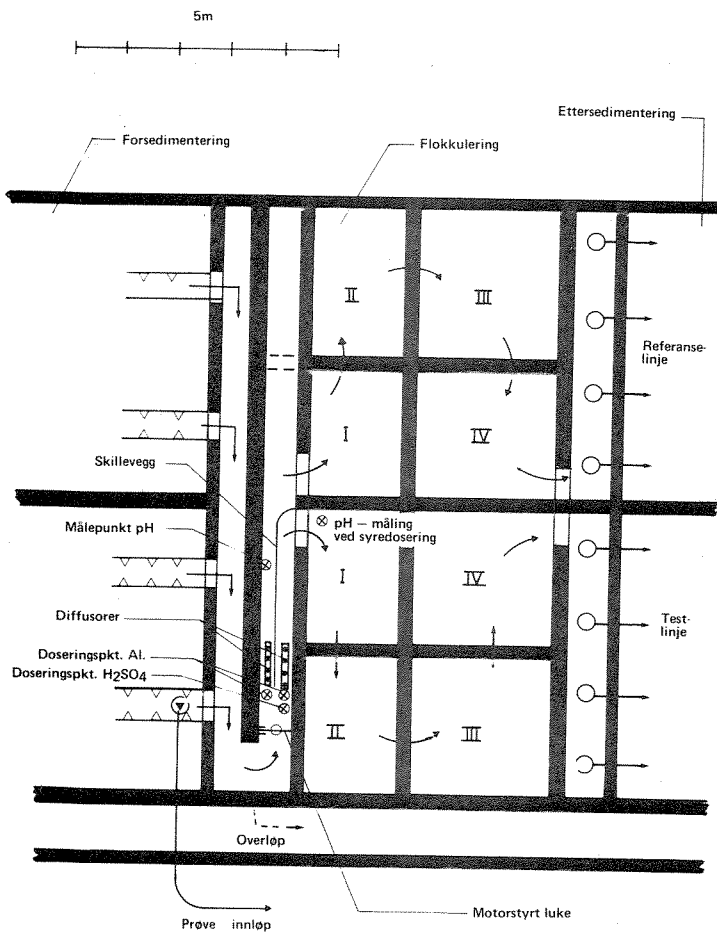 5m
Ettersedimentering
Forsedimentering
Flokkulering
II
III
Referanse-
linje
I
IV
Skillevegg
Målepunkt pH
pH – måling
ved syredosering
I
IV
Diffusorer
Test-
linje
Doseringspkt. Al.
Doseringspkt. H₂SO₄
II
III
Overløp
Motorstyrt luke
Prøve innløp